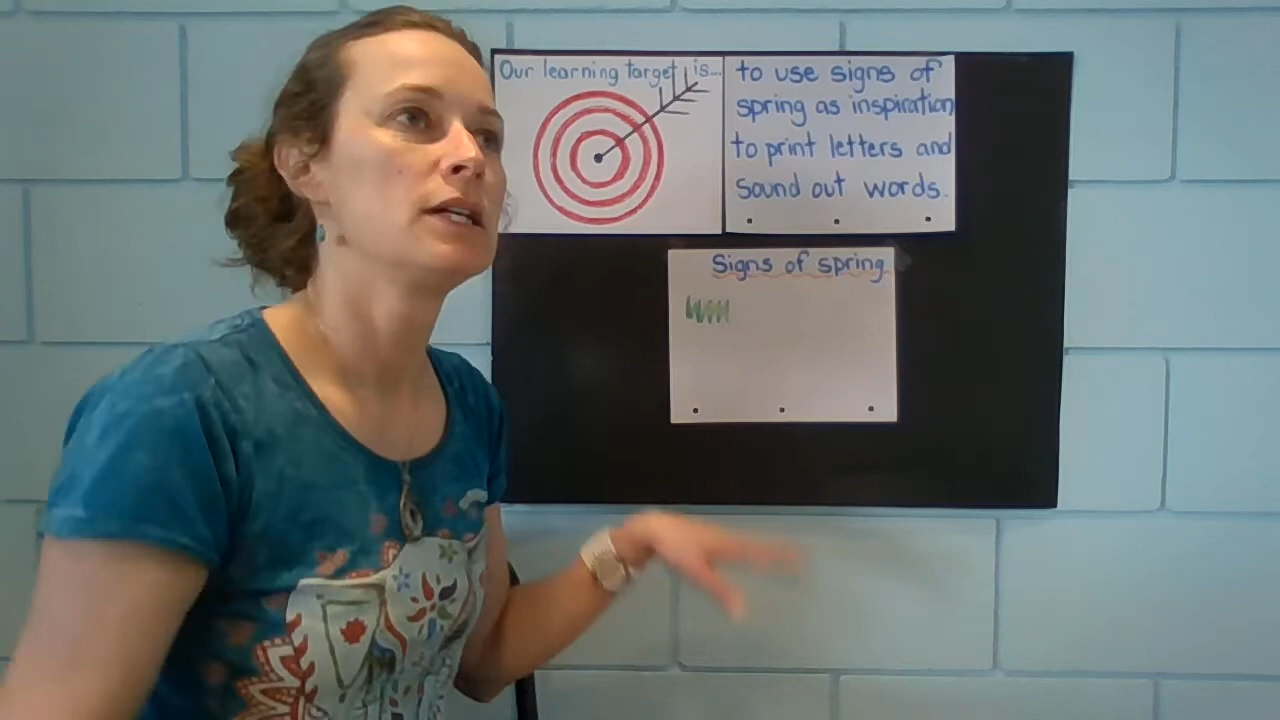 Our learning target is...
to use signs of
spring as inspiration
to print letters and
sound out words.
Signs of spring